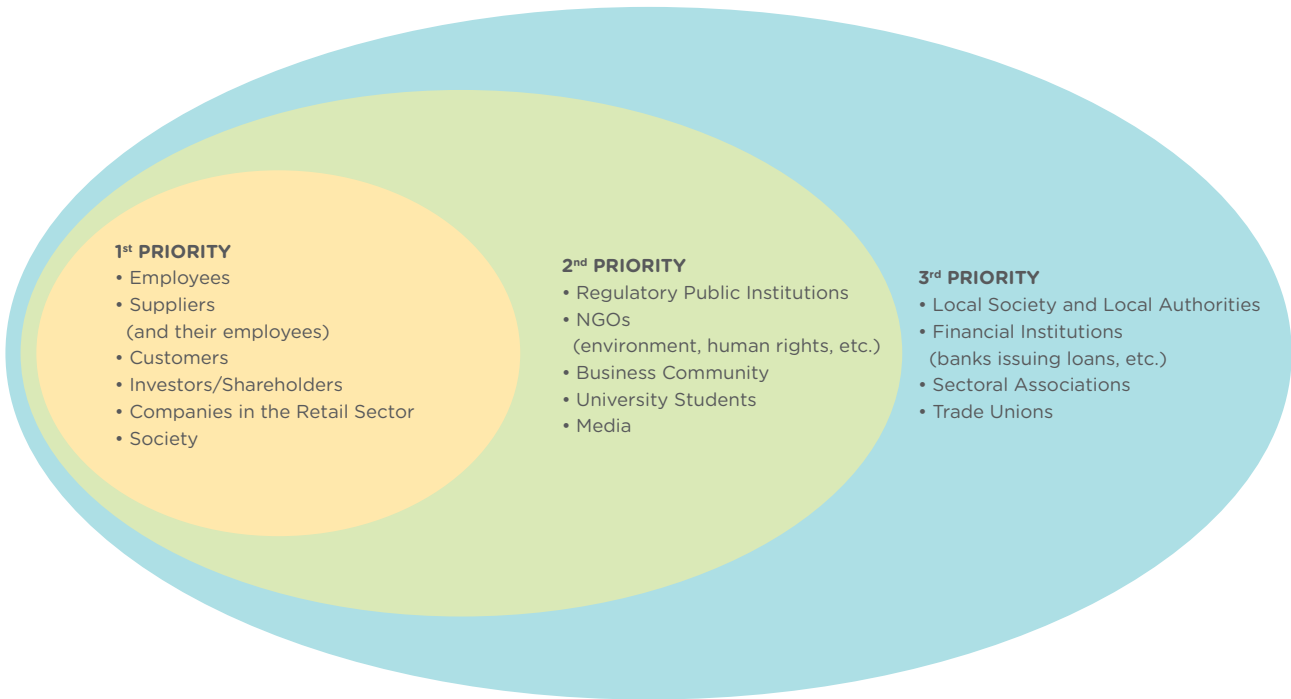 1st PRIORITY
• Employees
• Suppliers
(and their employees)
• Customers
• Investors/Shareholders
• Companies in the Retail Sector
• Society
2nd PRIORITY
• Regulatory Public Institutions
• NGOs
(environment, human rights, etc.)
• Business Community
• University Students
• Media
3rd PRIORITY
• Local Society and Local Authorities
• Financial Institutions
(banks issuing loans, etc.)
• Sectoral Associations
• Trade Unions